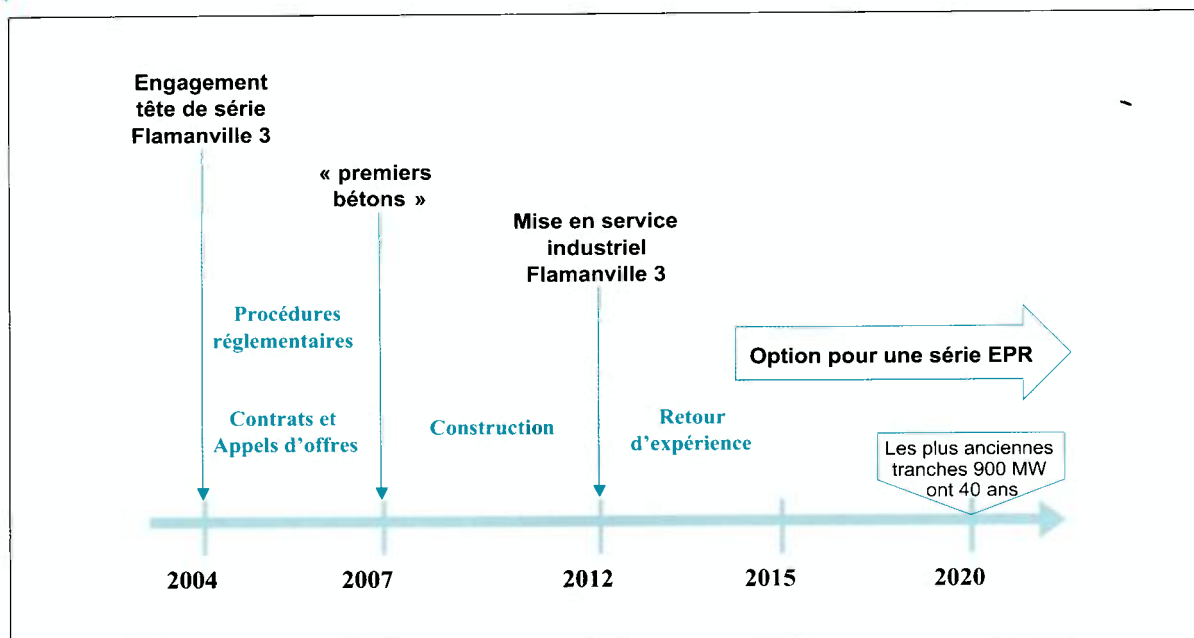 Engagement
tête de série
Flamanville 3
« premiers
bétons »
Mise en service
industriel
Flamanville 3
Procédures
réglementaires
Option pour une série EPR
Contrats et
Appels d'offres
Construction
Retour
d'expérience
Les plus anciennes
tranches 900 MW
ont 40 ans
2004
2007
2012
2015
2020